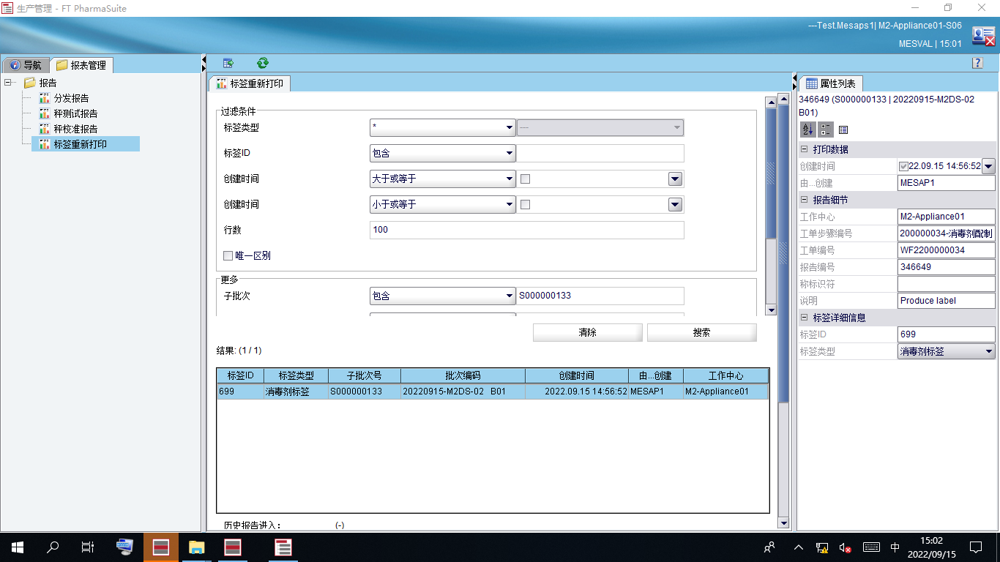 生产管理 - FT PharmaSuite
---Test.Mesaps1| M2-Appliance01-S06
MESVAL | 15:01
导航
报表管理
报告
分发报告
秤测试报告
秤校准报告
标签重新打印
标签重新打印
过滤条件
标签类型 * ---
标签ID 包含
创建时间 大于或等于
创建时间 小于或等于
行数 100
唯一区别
更多
子批次 包含 S000000133
清除 搜索
结果: (1 / 1)
标签ID 标签类型 子批次号 批次编码 创建时间 由...创建 工作中心
699 消毒剂标签 S000000133 20220915-M2DS-02 B01 2022.09.15 14:56:52 MESAP1 M2-Appliance01
历史报告进入: (-)
属性列表
346649 (S000000133 | 20220915-M2DS-02
B01)
打印数据
创建时间 22.09.15 14:56:52
由...创建 MESAP1
报告细节
工作中心 M2-Appliance01
工单步骤编号 200000034-消毒剂配制
工单编号 WF2200000034
报告编号 346649
称标识符
说明 Produce label
标签详细信息
标签ID 699
标签类型 消毒剂标签
中
15:02
2022/09/15